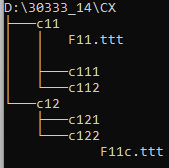 D:\30333_14\CX
├───c11
│   │   F11.ttt
│   │
│   ├───c111
│   └───c112
└───c12
    ├───c121
    └───c122
            F11c.ttt